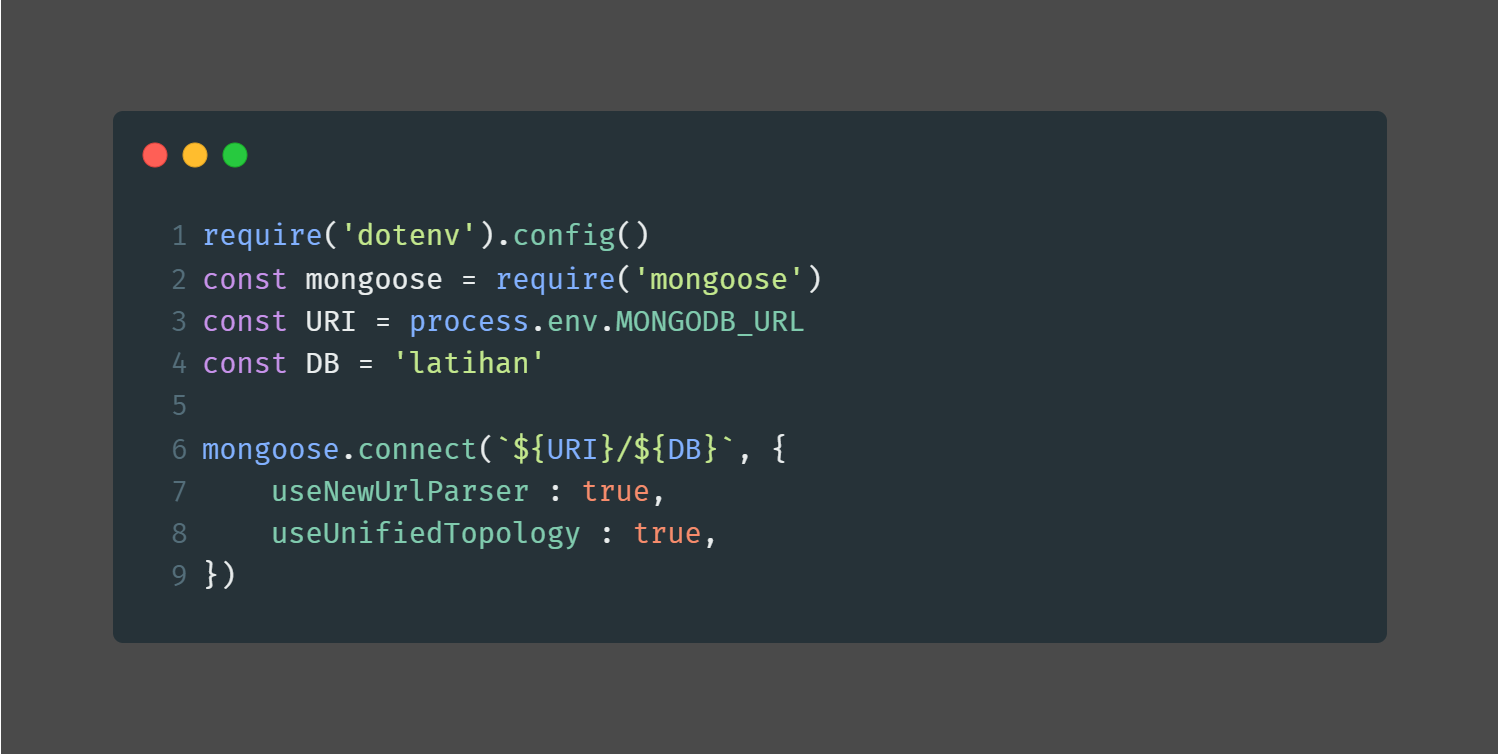 1 require('dotenv').config()
2 const mongoose = require('mongoose')
3 const URI = process.env.MONGODB_URL
4 const DB = 'latihan'
5
6 mongoose.connect(`${URI}/${DB}`, {
7     useNewUrlParser : true,
8     useUnifiedTopology : true,
9 })